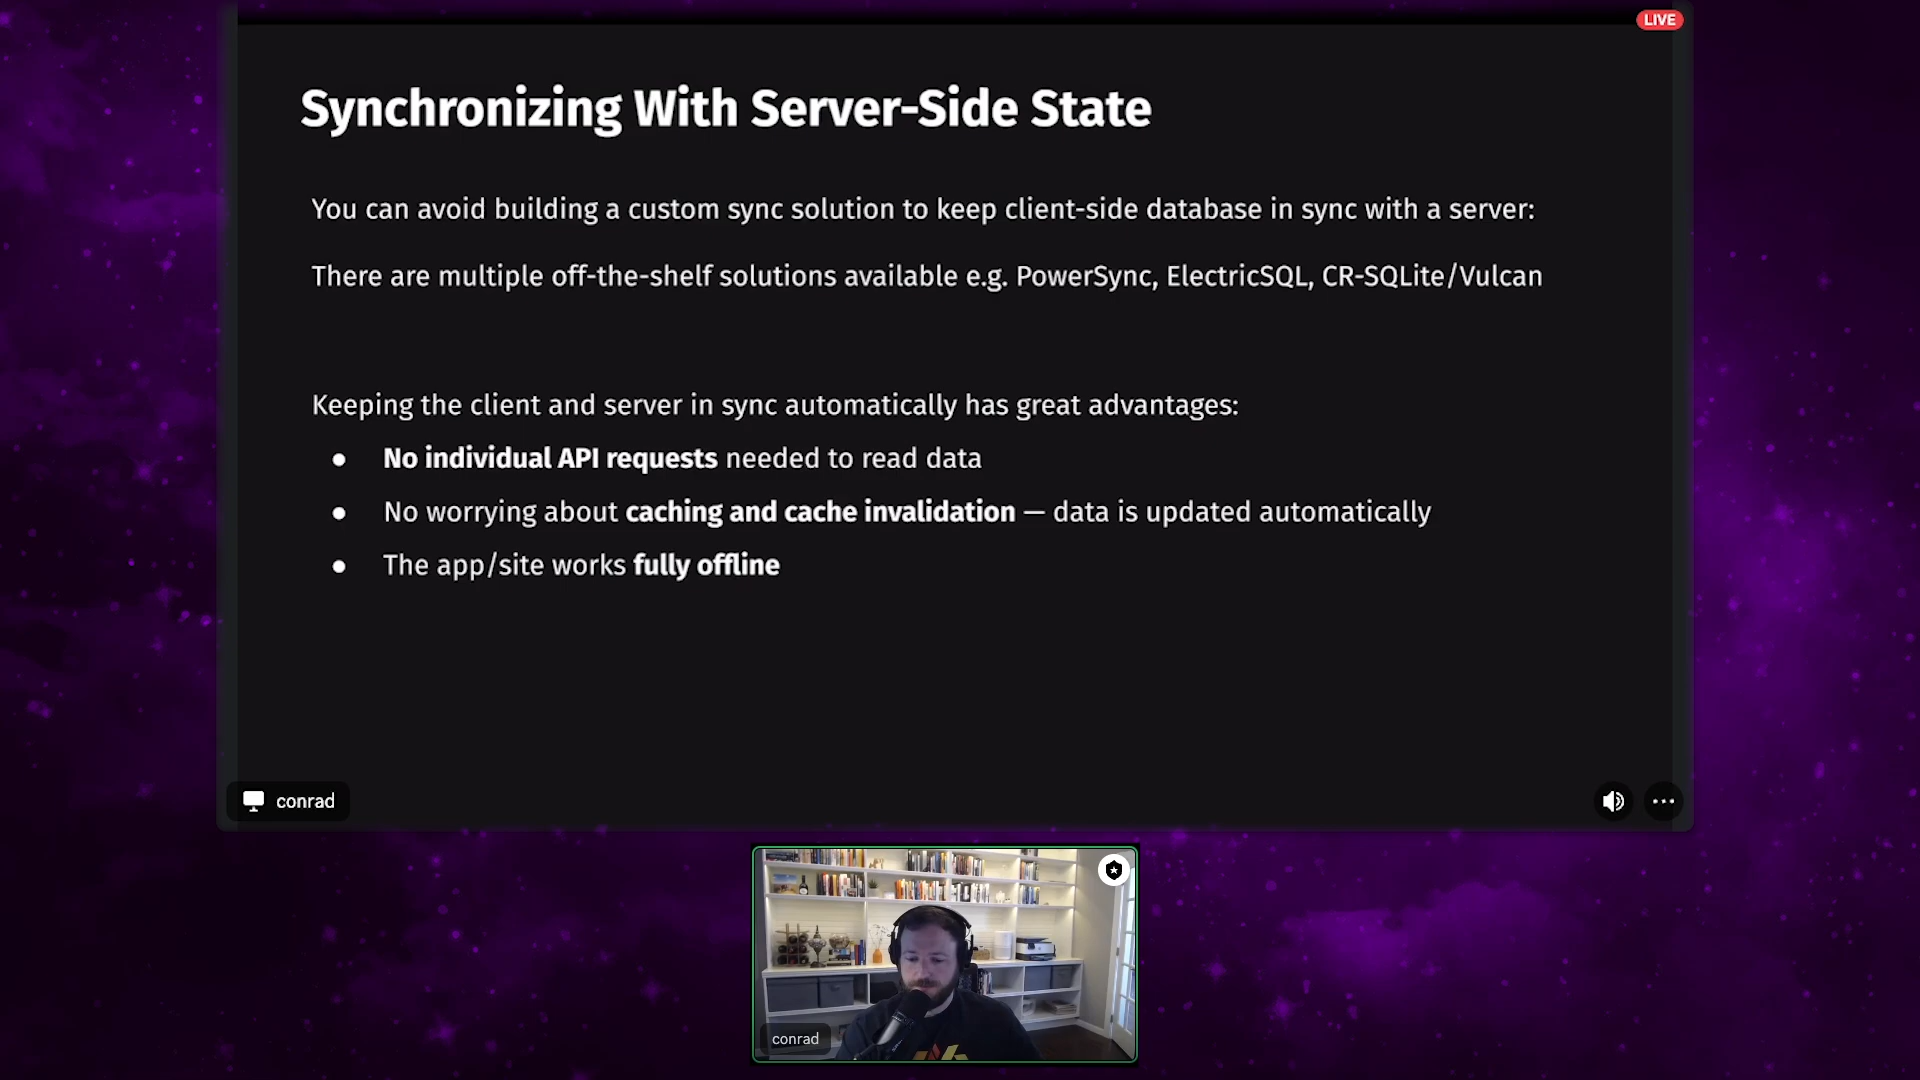 LIVE
Synchronizing With Server-Side State
You can avoid building a custom sync solution to keep client-side database in sync with a server:
There are multiple off-the-shelf solutions available e.g. PowerSync, ElectricSQL, CR-SQLite/Vulcan
Keeping the client and server in sync automatically has great advantages:
● No individual API requests needed to read data
● No worrying about caching and cache invalidation — data is updated automatically
● The app/site works fully offline
conrad
conrad